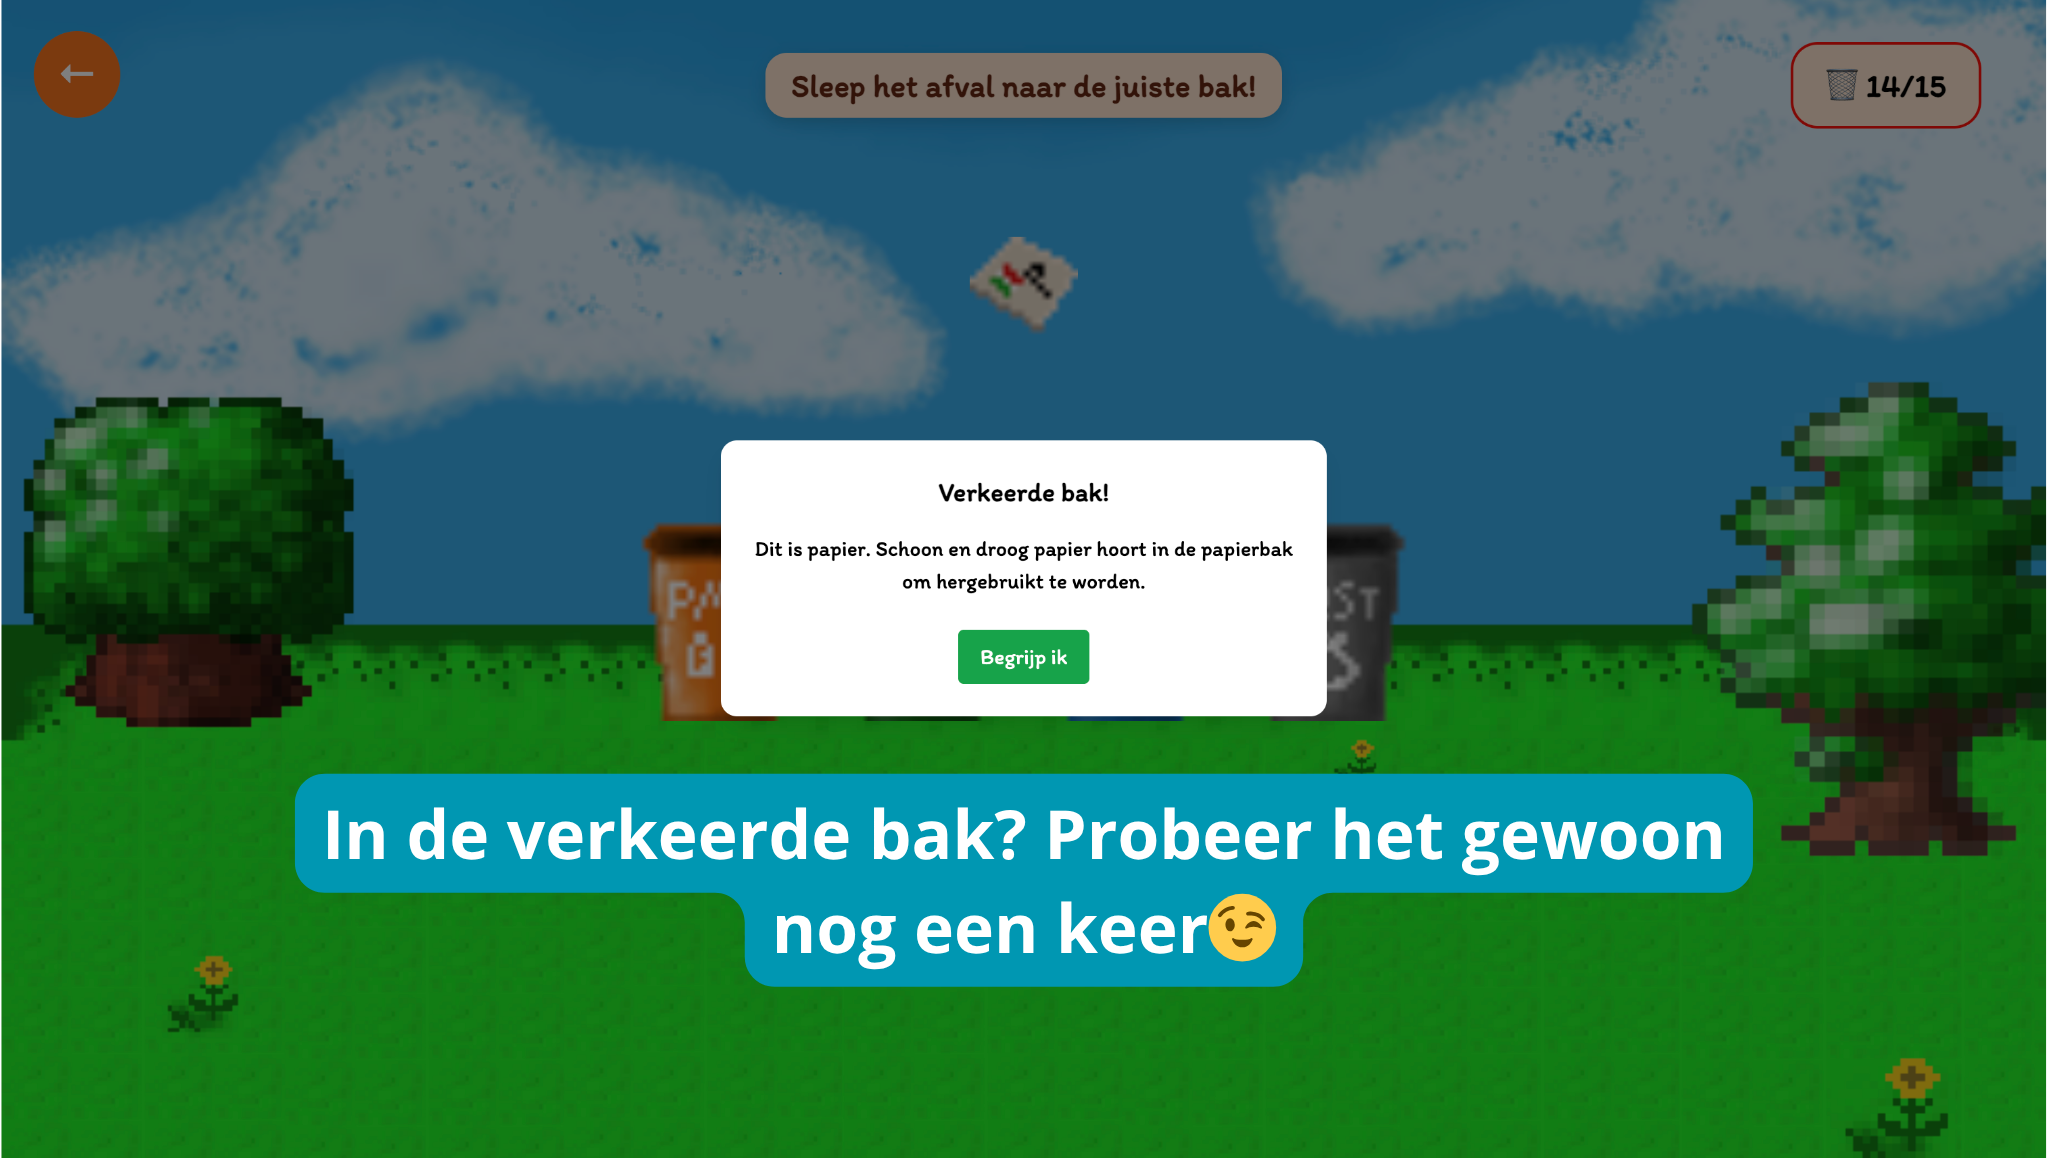 ←
Sleep het afval naar de juiste bak!
14/15
Verkeerde bak!
Dit is papier. Schoon en droog papier hoort in de papierbak
om hergebruikt te worden.
Begrijp ik
In de verkeerde bak? Probeer het gewoon
nog een keer😉